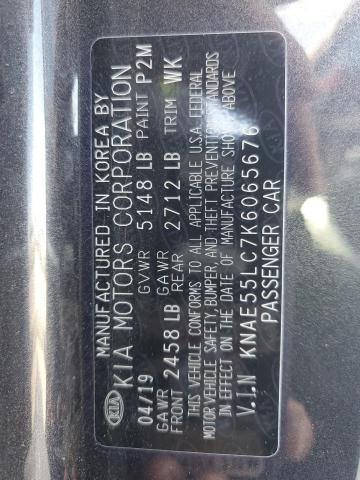 MANUFACTURED IN KOREA BY
KIA KIA MOTORS CORPORATION
04/19 GVWR 5148 LB PAINT P2M
GAWR FRONT 2458 LB GAWR REAR 2712 LB TRIM WK
THIS VEHICLE CONFORMS TO ALL APPLICABLE U.S.A. FEDERAL
MOTOR VEHICLE SAFETY, BUMPER, AND THEFT PREVENTION STANDARDS
IN EFFECT ON THE DATE OF MANUFACTURE SHOWN ABOVE
V.I.N KNAE55LC7K6065676
PASSENGER CAR